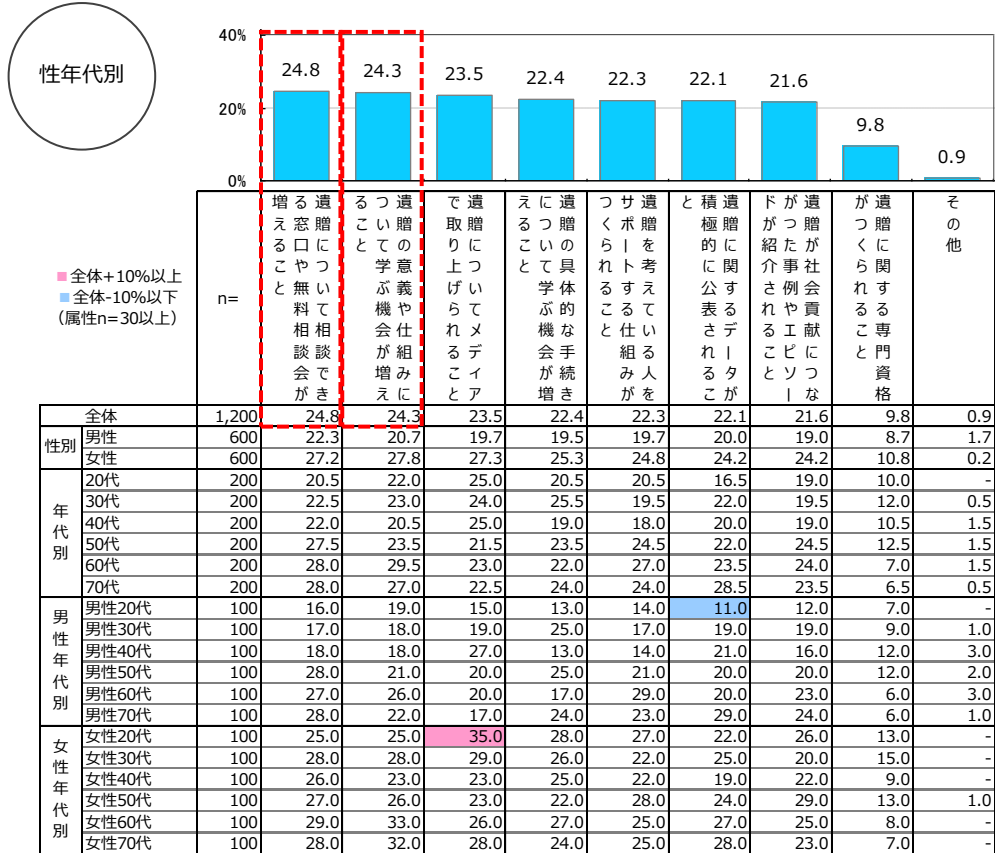 性年代別
40%
20%
0%
24.8 24.3 23.5 22.4 22.3 22.1 21.6 9.8 0.9
■全体+10%以上
■全体-10%以下
(属性n=30以上)
n=
遺贈について相談でき
る窓口や無料相談会が
増えること
遺贈の意義や仕組みに
ついて学ぶ機会が増え
ること
遺贈についてメディア
で取り上げられること
遺贈の具体的な手続き
について学ぶ機会が増
えること
遺贈を考えている人を
サポートする仕組みが
つくられること
遺贈に関するデータが
積極的に公表されるこ
と
遺贈が社会貢献につな
がった事例やエピソー
ドが紹介されること
遺贈に関する専門資格
がつくられること
その他
全体 1,200 24.8 24.3 23.5 22.4 22.3 22.1 21.6 9.8 0.9
性別
男性 600 22.3 20.7 19.7 19.5 19.7 20.0 19.0 8.7 1.7
女性 600 27.2 27.8 27.3 25.3 24.8 24.2 24.2 10.8 0.2
年代別
20代 200 20.5 22.0 25.0 20.5 20.5 16.5 19.0 10.0 -
30代 200 22.5 23.0 24.0 25.5 19.5 22.0 19.5 12.0 0.5
40代 200 22.0 20.5 25.0 19.0 18.0 20.0 19.0 10.5 1.5
50代 200 27.5 23.5 21.5 23.5 24.5 22.0 24.5 12.5 1.5
60代 200 28.0 29.5 23.0 22.0 27.0 23.5 24.0 7.0 1.5
70代 200 28.0 27.0 22.5 24.0 24.0 28.5 23.5 6.5 0.5
男性年代別
男性20代 100 16.0 19.0 15.0 13.0 14.0 11.0 12.0 7.0 -
男性30代 100 17.0 18.0 19.0 25.0 17.0 19.0 19.0 9.0 1.0
男性40代 100 18.0 18.0 27.0 13.0 14.0 21.0 16.0 12.0 3.0
男性50代 100 28.0 21.0 20.0 25.0 21.0 20.0 20.0 12.0 2.0
男性60代 100 27.0 26.0 20.0 17.0 29.0 20.0 23.0 6.0 3.0
男性70代 100 28.0 22.0 17.0 24.0 23.0 29.0 24.0 6.0 1.0
女性年代別
女性20代 100 25.0 25.0 35.0 28.0 27.0 22.0 26.0 13.0 -
女性30代 100 28.0 28.0 29.0 26.0 22.0 25.0 20.0 15.0 -
女性40代 100 26.0 23.0 23.0 25.0 22.0 19.0 22.0 9.0 -
女性50代 100 27.0 26.0 23.0 22.0 28.0 24.0 29.0 13.0 1.0
女性60代 100 29.0 33.0 26.0 27.0 25.0 27.0 25.0 8.0 -
女性70代 100 28.0 32.0 28.0 24.0 25.0 28.0 23.0 7.0 -